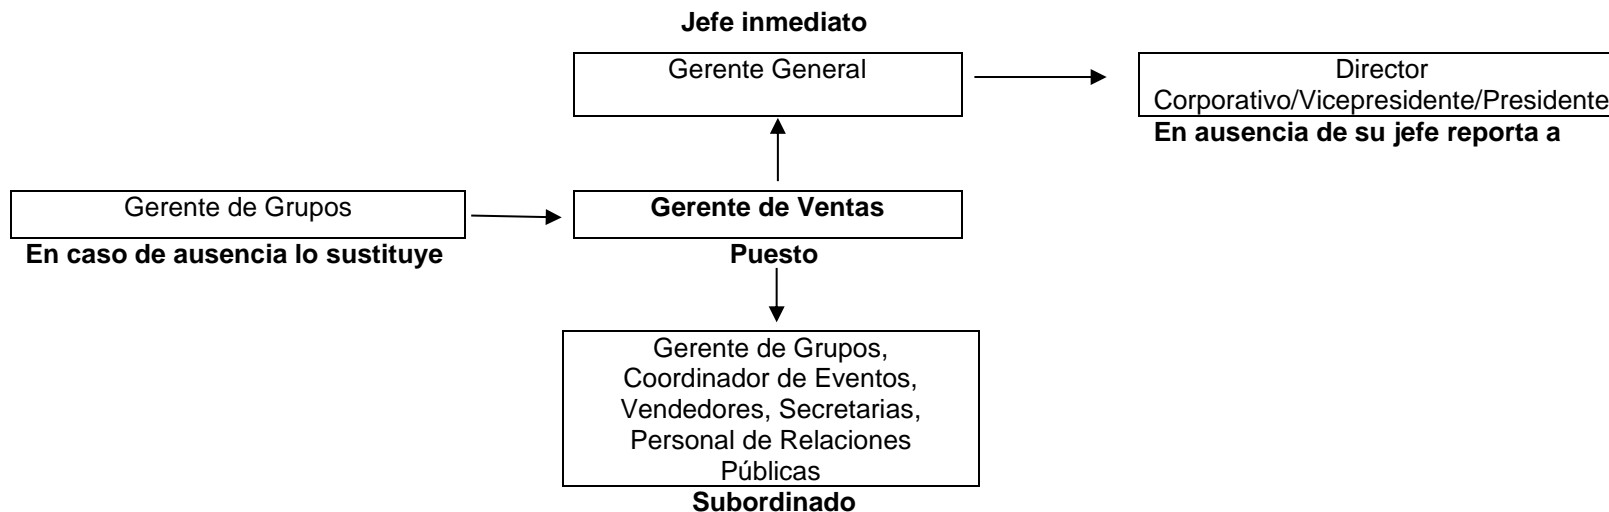 Jefe inmediato
Gerente General
Director
Corporativo/Vicepresidente/Presidente
En ausencia de su jefe reporta a
Gerente de Grupos
En caso de ausencia lo sustituye
Gerente de Ventas
Puesto
Gerente de Grupos,
Coordinador de Eventos,
Vendedores, Secretarias,
Personal de Relaciones
Públicas
Subordinado